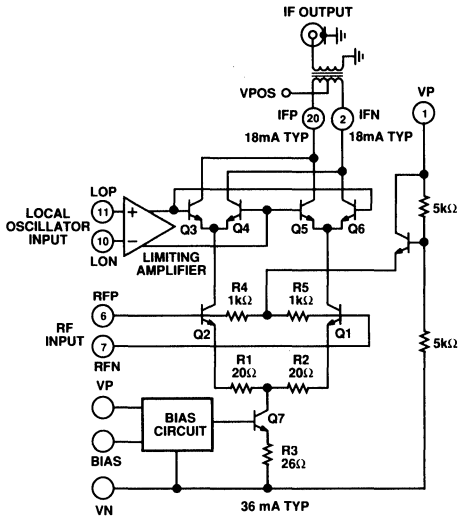 IF OUTPUT
VPOS
IFP
IFN
VP
20
2
1
18mA TYP
18mA TYP
LOP
11
LOCAL
OSCILLATOR
INPUT
10
LON
LIMITING
AMPLIFIER
Q3
Q4
Q5
Q6
5kΩ
RFP
6
R4
1kΩ
R5
1kΩ
RF
INPUT
7
RFN
Q2
Q1
5kΩ
R1
20Ω
R2
20Ω
VP
BIAS
CIRCUIT
Q7
BIAS
R3
26Ω
VN
36 mA TYP